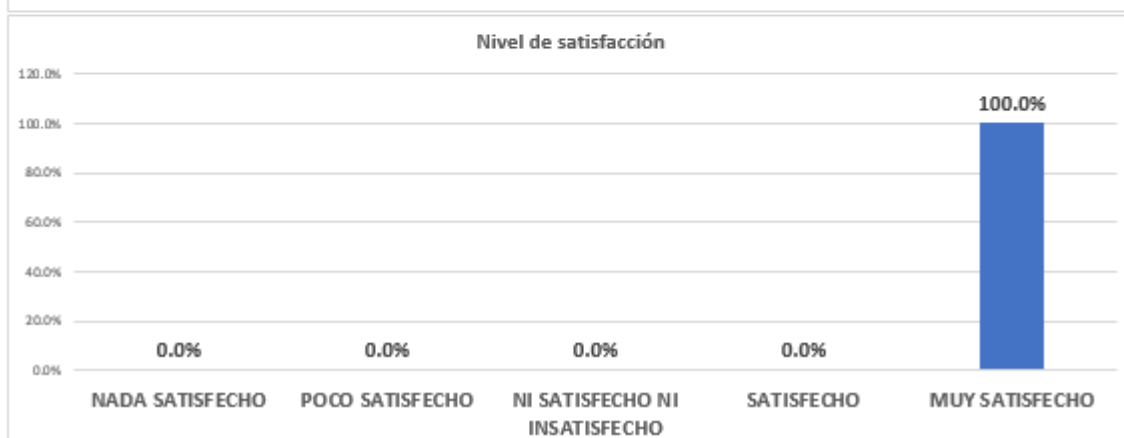 Nivel de satisfacción
120.0%
100.0%
100.0%
80.0%
60.0%
40.0%
20.0%
0.0%
0.0%
0.0%
0.0%
0.0%
NADA SATISFECHO
POCO SATISFECHO
NI SATISFECHO NI
INSATISFECHO
SATISFECHO
MUY SATISFECHO